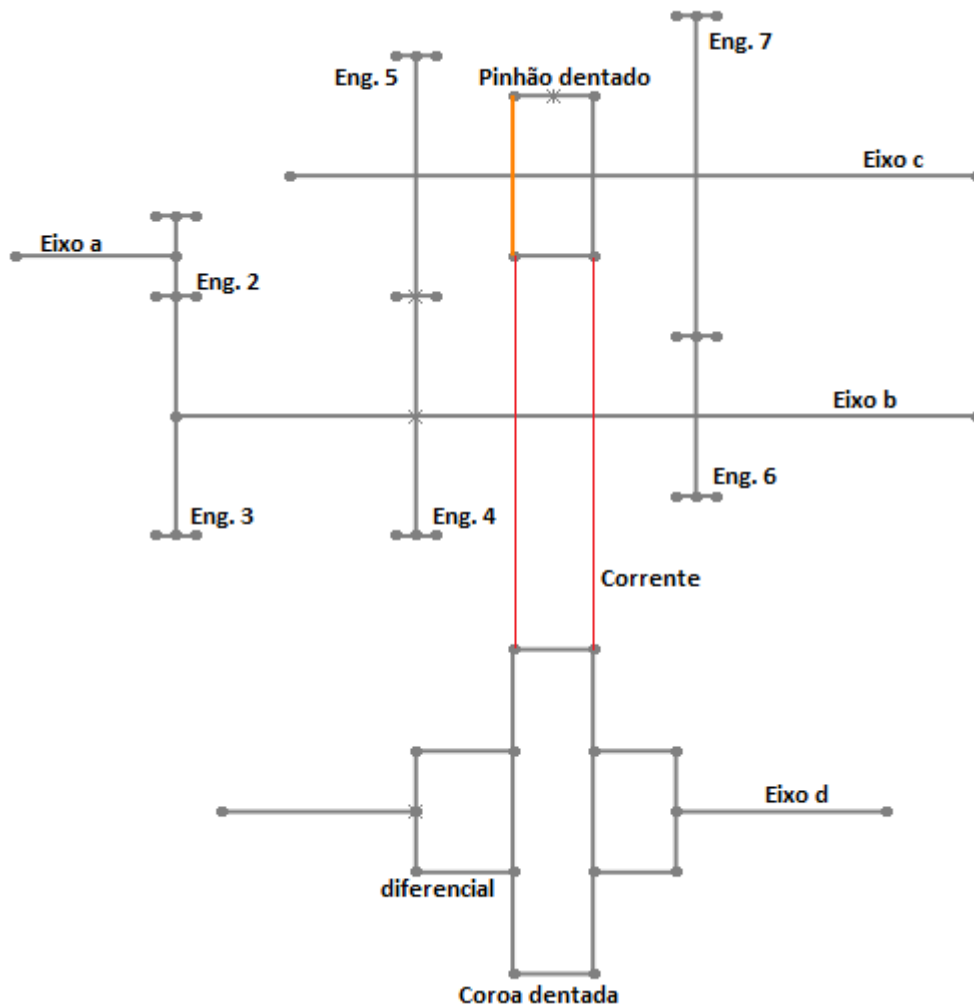 Eng. 7
Eng. 5
Pinhão dentado
Eixo c
Eixo a
Eng. 2
Eixo b
Eng. 6
Eng. 3
Eng. 4
Corrente
Eixo d
diferencial
Coroa dentada